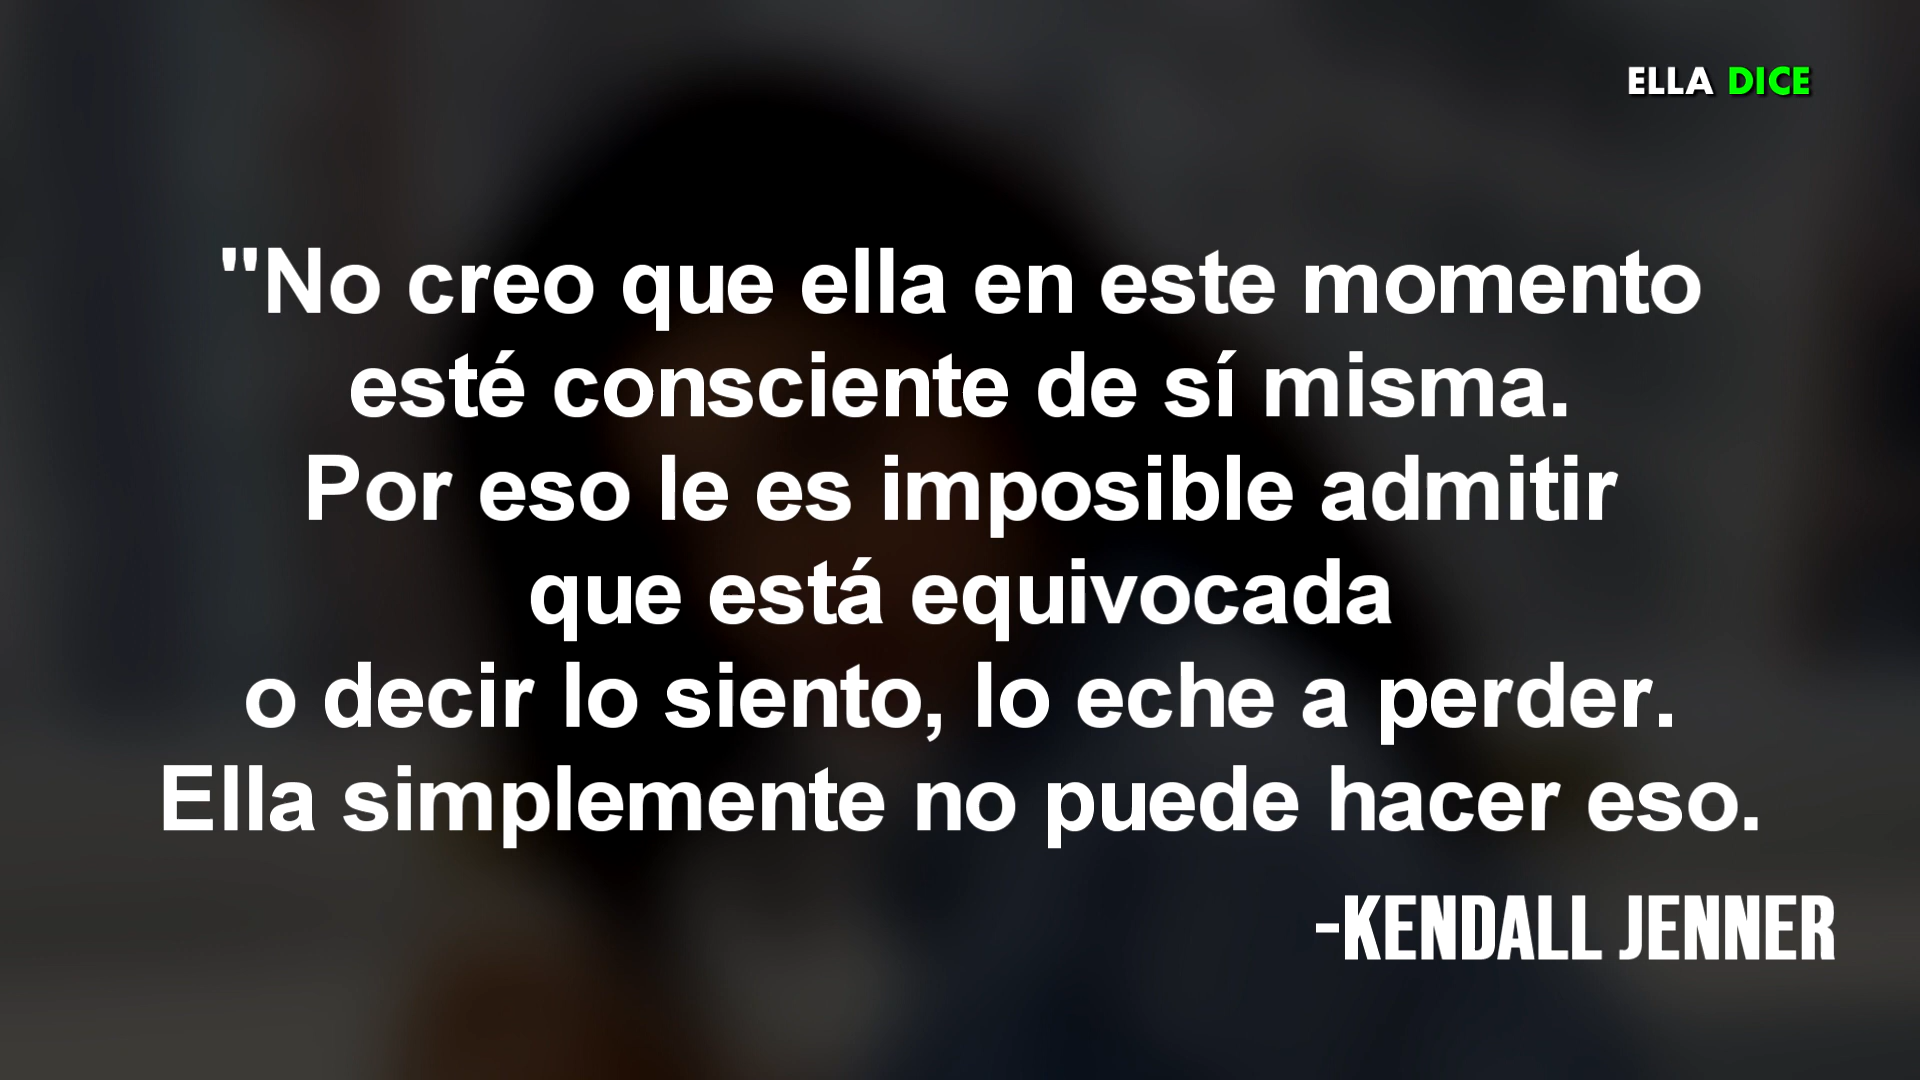 ELLA DICE
"No creo que ella en este momento
esté consciente de sí misma.
Por eso le es imposible admitir
que está equivocada
o decir lo siento, lo eche a perder.
Ella simplemente no puede hacer eso.
-KENDALL JENNER